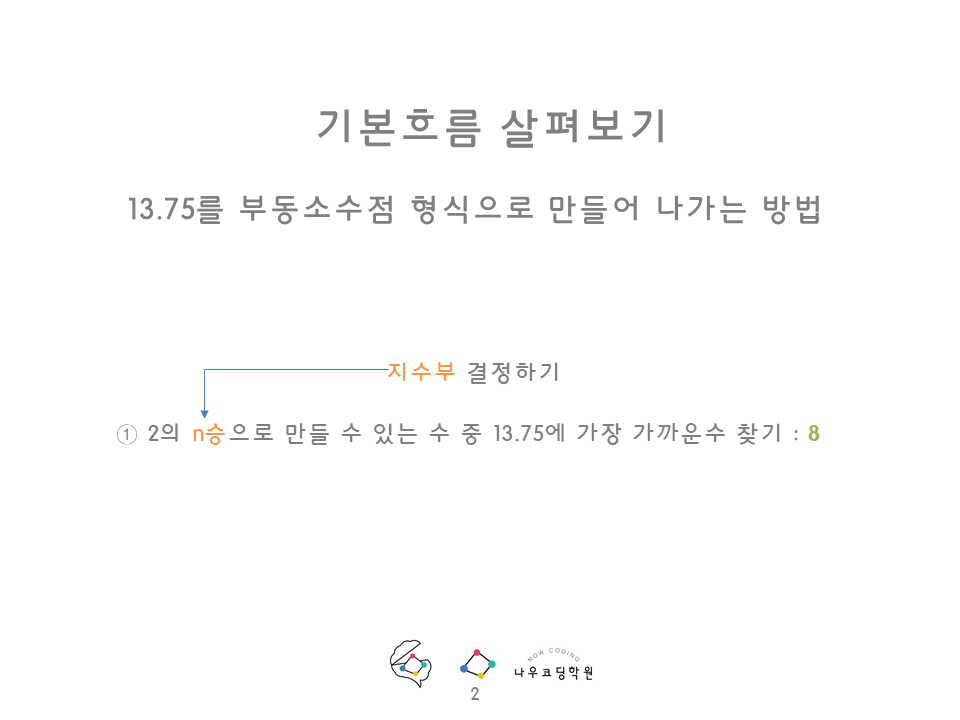 기본흐름 살펴보기
13.75를 부동소수점 형식으로 만들어 나가는 방법
지수부 결정하기
① 2의 n승으로 만들 수 있는 수 중 13.75에 가장 가까운수 찾기 : 8
NOW CODING
나우코딩학원
2